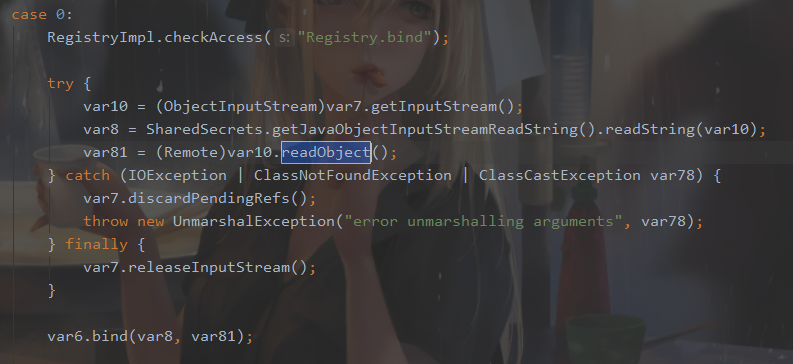 case 0:
RegistryImpl.checkAccess( s: "Registry.bind");
try {
var10 = (ObjectInputStream)var7.getInputStream();
var8 = SharedSecrets.getJavaObjectInputStreamReadString().readString(var10);
var81 = (Remote)var10.readObject();
} catch (IOException | ClassNotFoundException | ClassCastException var78) {
var7.discardPendingRefs();
throw new UnmarshalException("error unmarshalling arguments", var78);
} finally {
var7.releaseInputStream();
}
var6.bind(var8, var81);